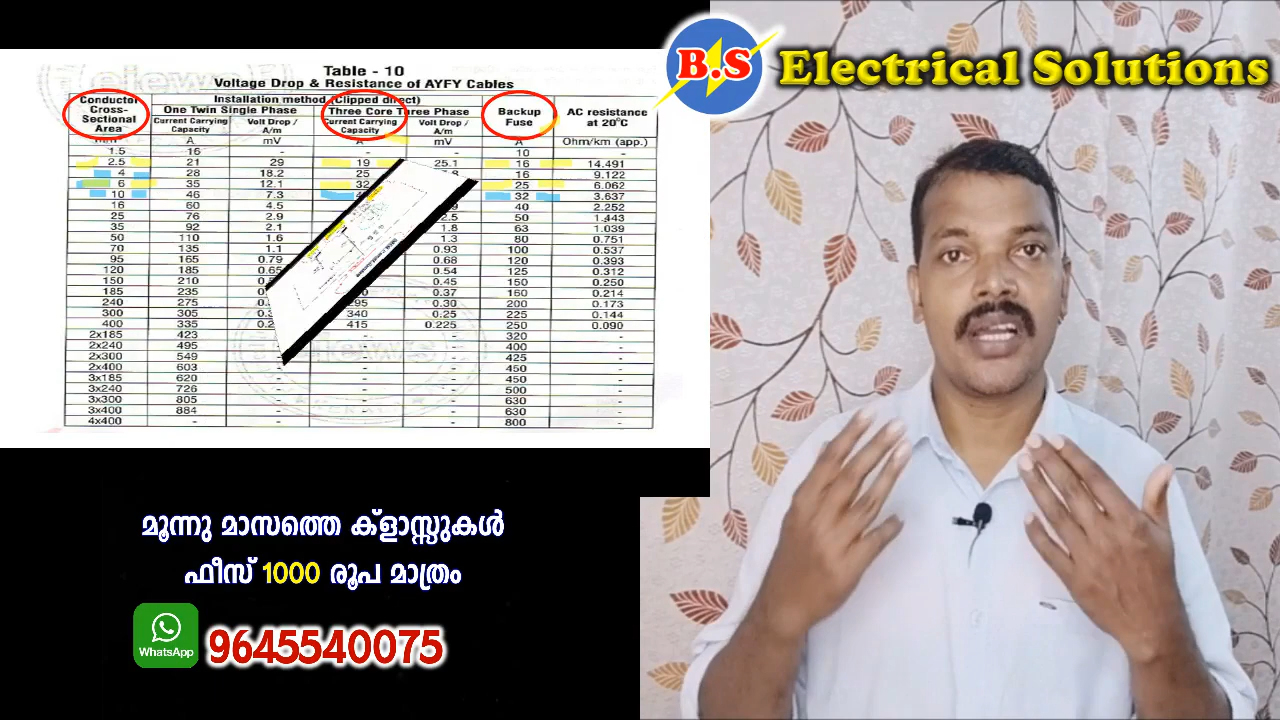 B.S Electrical Solutions
Table - 10
Voltage Drop & Resistance of AYFY Cables
Conductor Cross-Sectional Area
Installation method (Clipped direct)
One Twin Single Phase Three Core Three Phase
Backup Fuse
AC resistance at 20°C
Current Carrying Capacity Volt Drop / A/m Current Carrying Capacity Volt Drop / A/m
A mV A mV A Ohm/km (app.)
1.5 16 - - - 10 -
2.5 21 29 19 25.1 16 14.491
4 28 18.2 25 16 9.122
6 35 12.1 32 25 6.062
10 46 7.3 32 3.637
16 60 4.5 40 2.252
25 76 2.9 2.5 50 1.443
35 92 2.1 1.8 63 1.039
50 110 1.6 1.3 80 0.751
70 135 1.1 0.93 100 0.537
95 165 0.79 0.68 120 0.393
120 185 0.65 0.54 125 0.312
150 210 0.45 150 0.250
185 235 0.37 160 0.214
240 275 295 0.30 200 0.173
300 305 340 0.25 225 0.144
400 335 415 0.225 250 0.090
2x185 423 - - - 320 -
2x240 495 - - - 400 -
2x300 549 - - - 425 -
2x400 603 - - - 450 -
3x185 620 - - - 450 -
3x240 726 - - - 500 -
3x300 805 - - - 630 -
3x400 884 - - - 630 -
4x400 - - - - 800 -
മൂന്നു മാസത്തെ ക്ളാസ്സുകൾ
ഫീസ് 1000 രൂപ മാത്രം
WhatsApp 9645540075